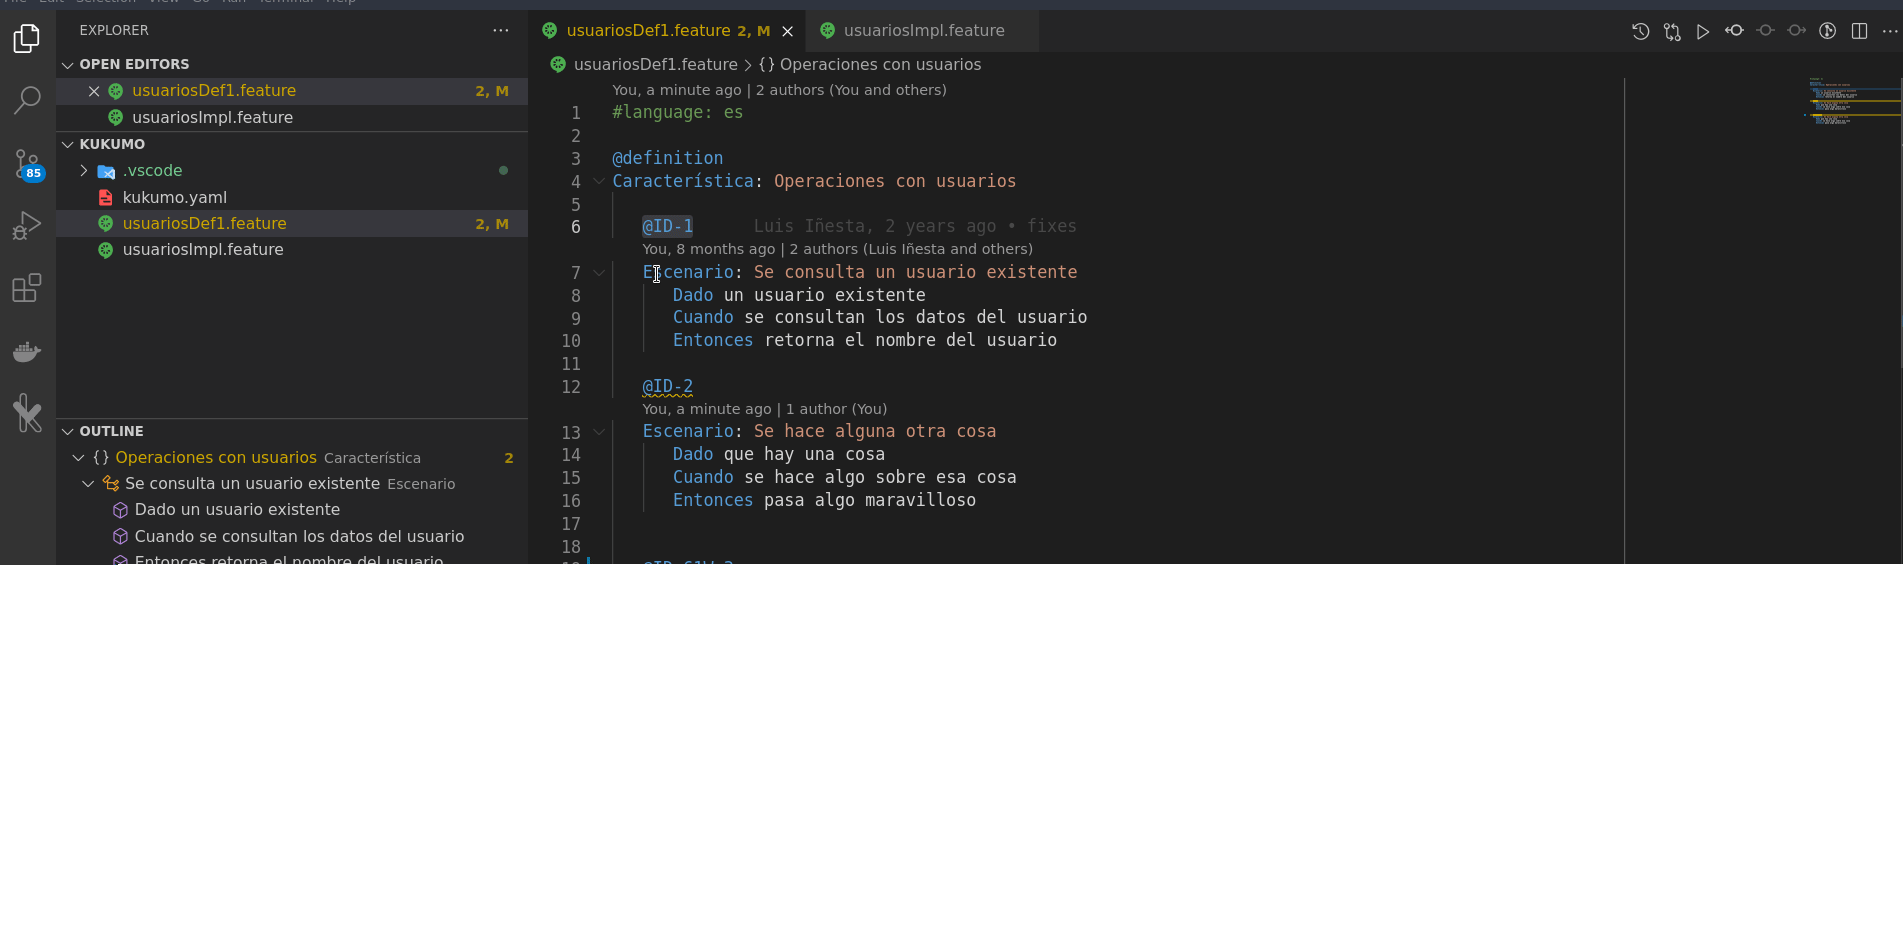 File Edit Selection View Go Run Terminal Help
EXPLORER
OPEN EDITORS
usuariosDef1.feature 2, M
usuariosImpl.feature
KUKUMO
.vscode
kukumo.yaml
usuariosDef1.feature 2, M
usuariosImpl.feature
85
OUTLINE
{} Operaciones con usuarios Característica 2
Se consulta un usuario existente Escenario
Dado un usuario existente
Cuando se consultan los datos del usuario
Entonces retorna el nombre del usuario
usuariosDef1.feature 2, M
usuariosImpl.feature
usuariosDef1.feature > {} Operaciones con usuarios
You, a minute ago | 2 authors (You and others)
1 #language: es
2
3 @definition
4 Característica: Operaciones con usuarios
5
6 @ID-1 Luis Iñesta, 2 years ago • fixes
You, 8 months ago | 2 authors (Luis Iñesta and others)
7 Escenario: Se consulta un usuario existente
8 Dado un usuario existente
9 Cuando se consultan los datos del usuario
10 Entonces retorna el nombre del usuario
11
12 @ID-2
You, a minute ago | 1 author (You)
13 Escenario: Se hace alguna otra cosa
14 Dado que hay una cosa
15 Cuando se hace algo sobre esa cosa
16 Entonces pasa algo maravilloso
17
18